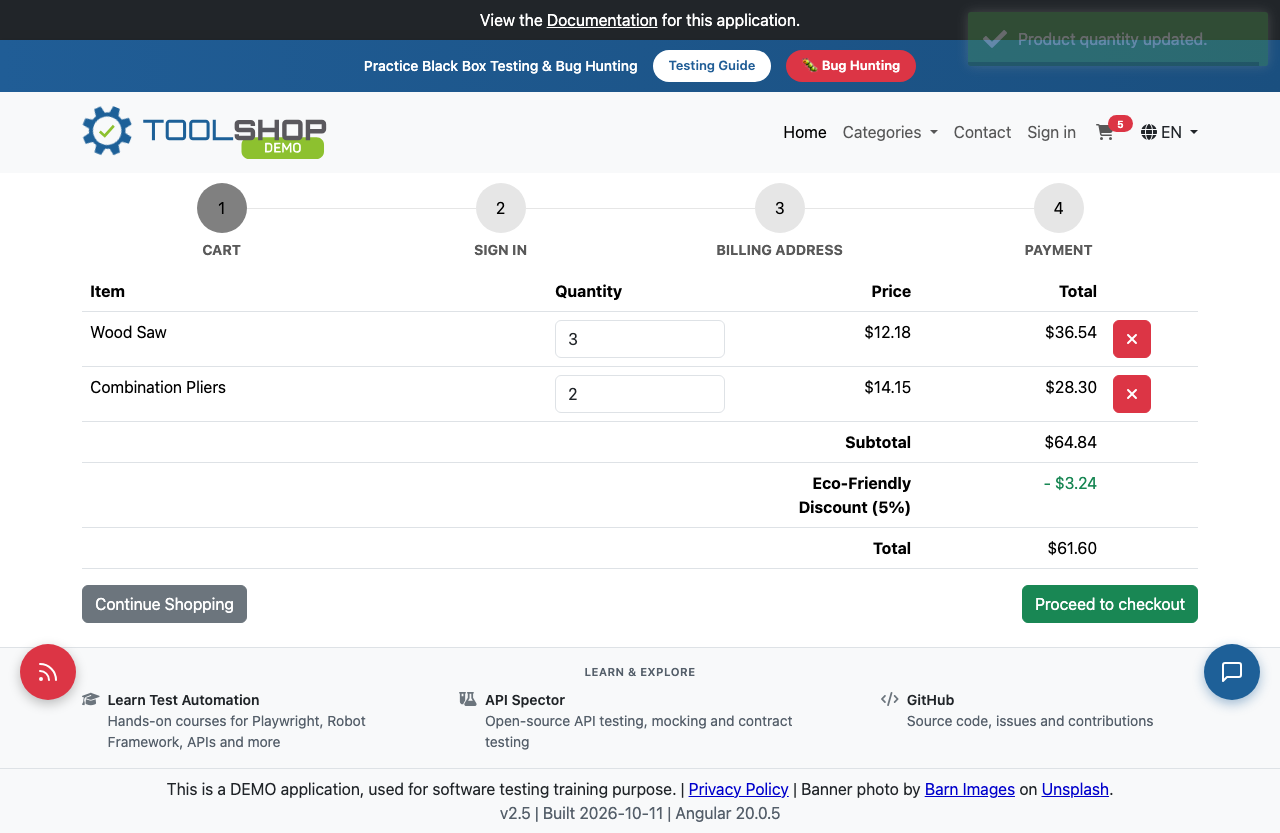 View the Documentation for this application.
Product quantity updated.
Practice Black Box Testing & Bug Hunting Testing Guide 🐛 Bug Hunting
TOOLSHOP
DEMO
Home Categories Contact Sign in 5 EN
1 2 3 4
CART SIGN IN BILLING ADDRESS PAYMENT
Item Quantity Price Total
Wood Saw 3 $12.18 $36.54
Combination Pliers 2 $14.15 $28.30
Subtotal $64.84
Eco-Friendly - $3.24
Discount (5%)
Total $61.60
Continue Shopping Proceed to checkout
LEARN & EXPLORE
Learn Test Automation
Hands-on courses for Playwright, Robot
Framework, APIs and more
API Spector
Open-source API testing, mocking and contract
testing
GitHub
Source code, issues and contributions
This is a DEMO application, used for software testing training purpose. | Privacy Policy | Banner photo by Barn Images on Unsplash.
v2.5 | Built 2026-10-11 | Angular 20.0.5